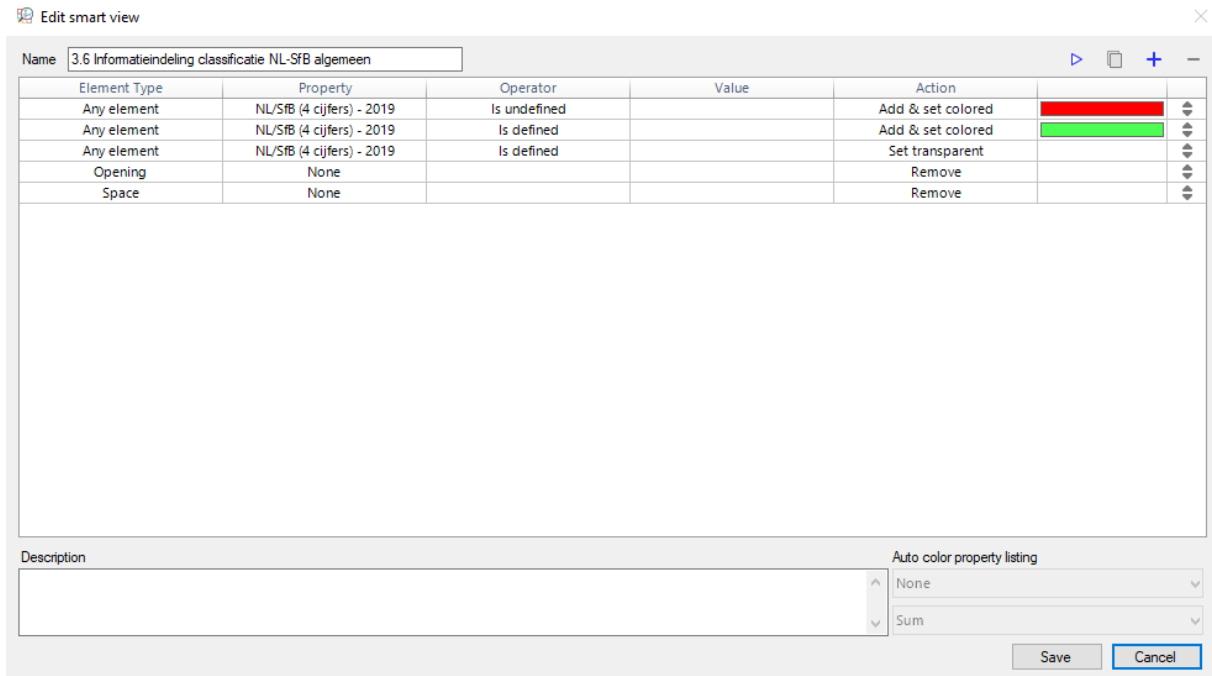 Edit smart view
Name 3.6 Informatieindeling classificatie NL-SfB algemeen
Element Type Property Operator Value Action
Any element NL/SfB (4 cijfers) - 2019 Is undefined Add & set colored
Any element NL/SfB (4 cijfers) - 2019 Is defined Add & set colored
Any element NL/SfB (4 cijfers) - 2019 Is defined Set transparent
Opening None Remove
Space None Remove
Description Auto color property listing
None
Sum
Save Cancel